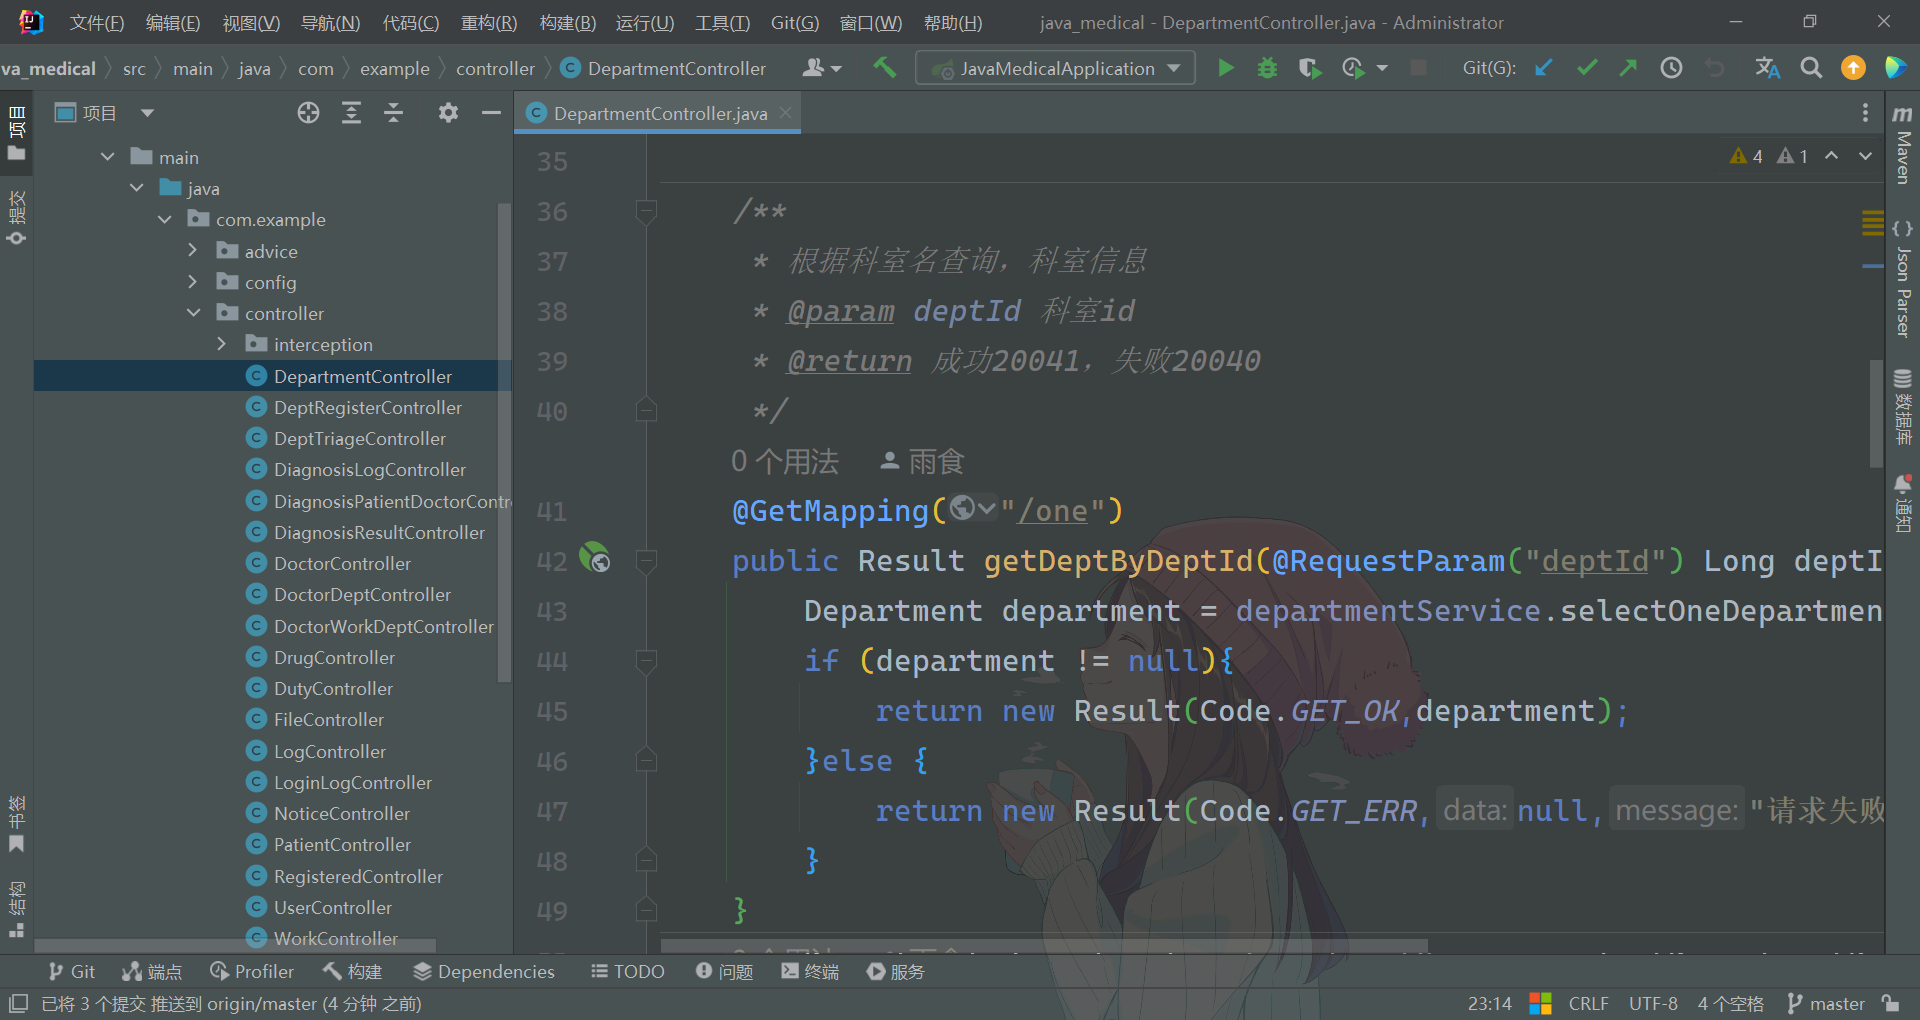 文件(F) 编辑(E) 视图(V) 导航(N) 代码(C) 重构(R) 构建(B) 运行(U) 工具(T) Git(G) 窗口(W) 帮助(H) java_medical - DepartmentController.java - Administrator
va_medical src main java com example controller DepartmentController JavaMedicalApplication Git(G):
项目 DepartmentController.java
项目
提交
书签
结构
main
java
com.example
advice
config
controller
interception
DepartmentController
DeptRegisterController
DeptTriageController
DiagnosisLogController
DiagnosisPatientDoctorContr
DiagnosisResultController
DoctorController
DoctorDeptController
DoctorWorkDeptController
DrugController
DutyController
FileController
LogController
LoginLogController
NoticeController
PatientController
RegisteredController
UserController
WorkController
4 1
35
36 /**
37 * 根据科室名查询，科室信息
38 * @param deptId 科室id
39 * @return 成功20041，失败20040
40 */
0 个用法 雨食
41 @GetMapping("/one")
42 public Result getDeptByDeptId(@RequestParam("deptId") Long deptI
43 Department department = departmentService.selectOneDepartmen
44 if (department != null){
45 return new Result(Code.GET_OK,department);
46 }else {
47 return new Result(Code.GET_ERR, data: null, message: "请求失败
48 }
49 }
Maven
Json Parser
数据库
通知
Git 端点 Profiler 构建 Dependencies TODO 问题 终端 服务
已将 3 个提交 推送到 origin/master (4 分钟 之前) 23:14 CRLF UTF-8 4 个空格 master